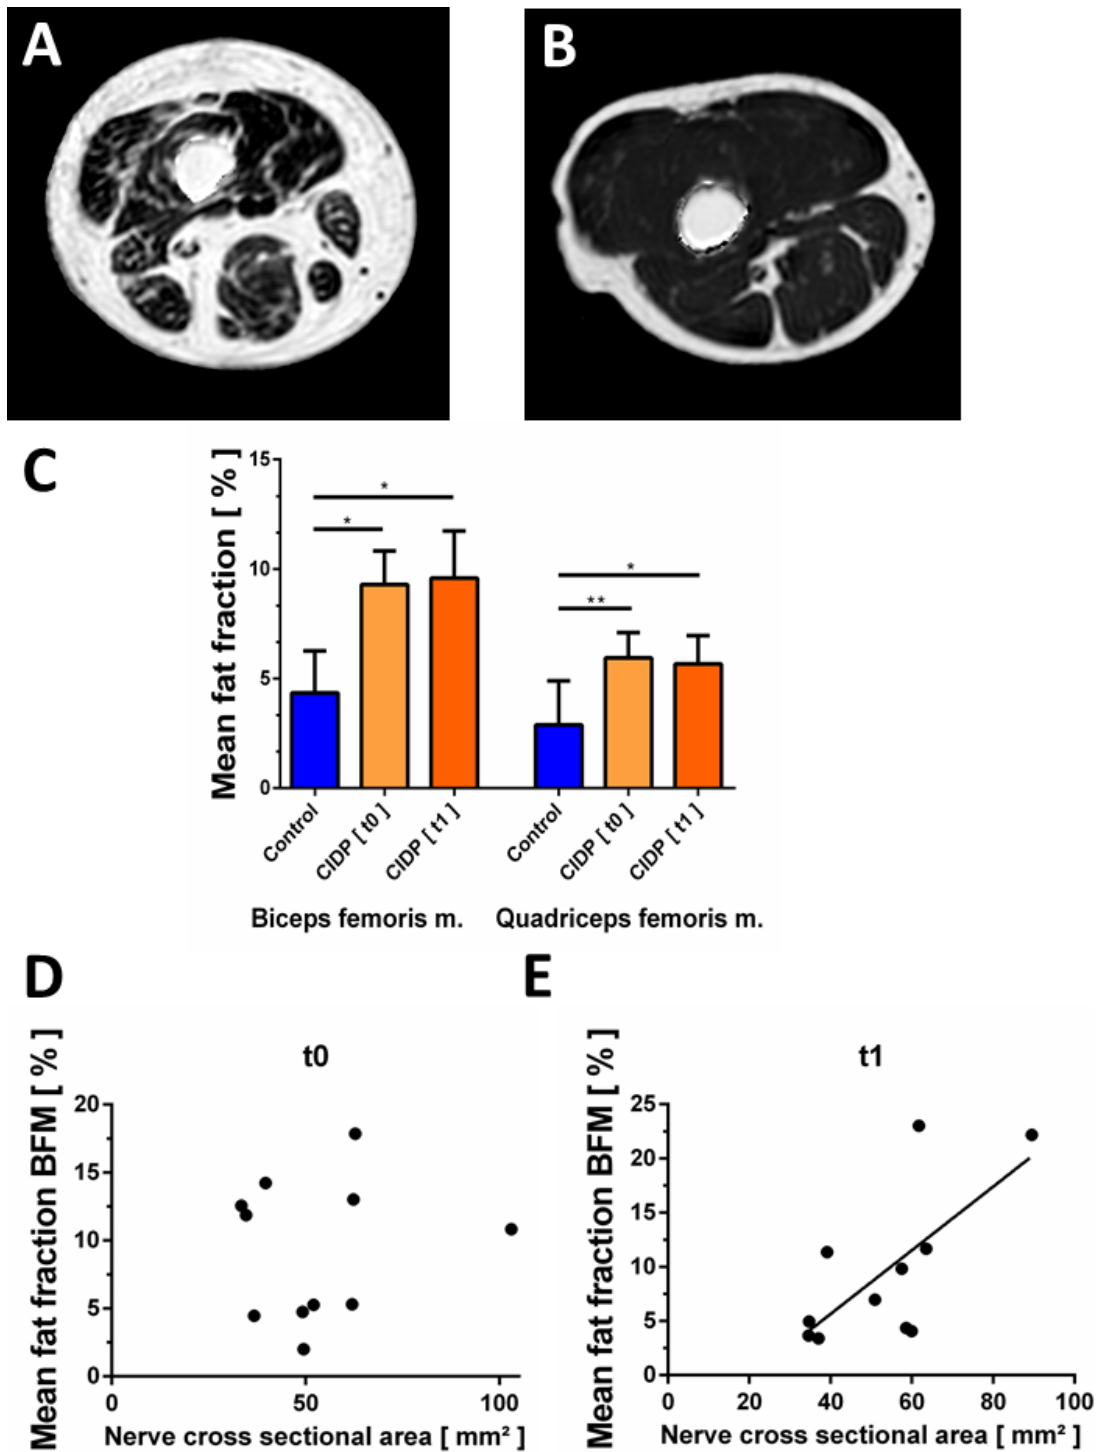 A
B
C
Mean fat fraction [ % ]
15
10
5
0
*
*
*
**
Control
CIDP [ t0 ]
CIDP [ t1 ]
Control
CIDP [ t0 ]
CIDP [ t1 ]
Biceps femoris m.
Quadriceps femoris m.
D
t0
Mean fat fraction BFM [ % ]
20
15
10
5
0
0
50
100
Nerve cross sectional area [ mm² ]
E
t1
Mean fat fraction BFM [ % ]
25
20
15
10
5
0
0
20
40
60
80
100
Nerve cross sectional area [ mm² ]